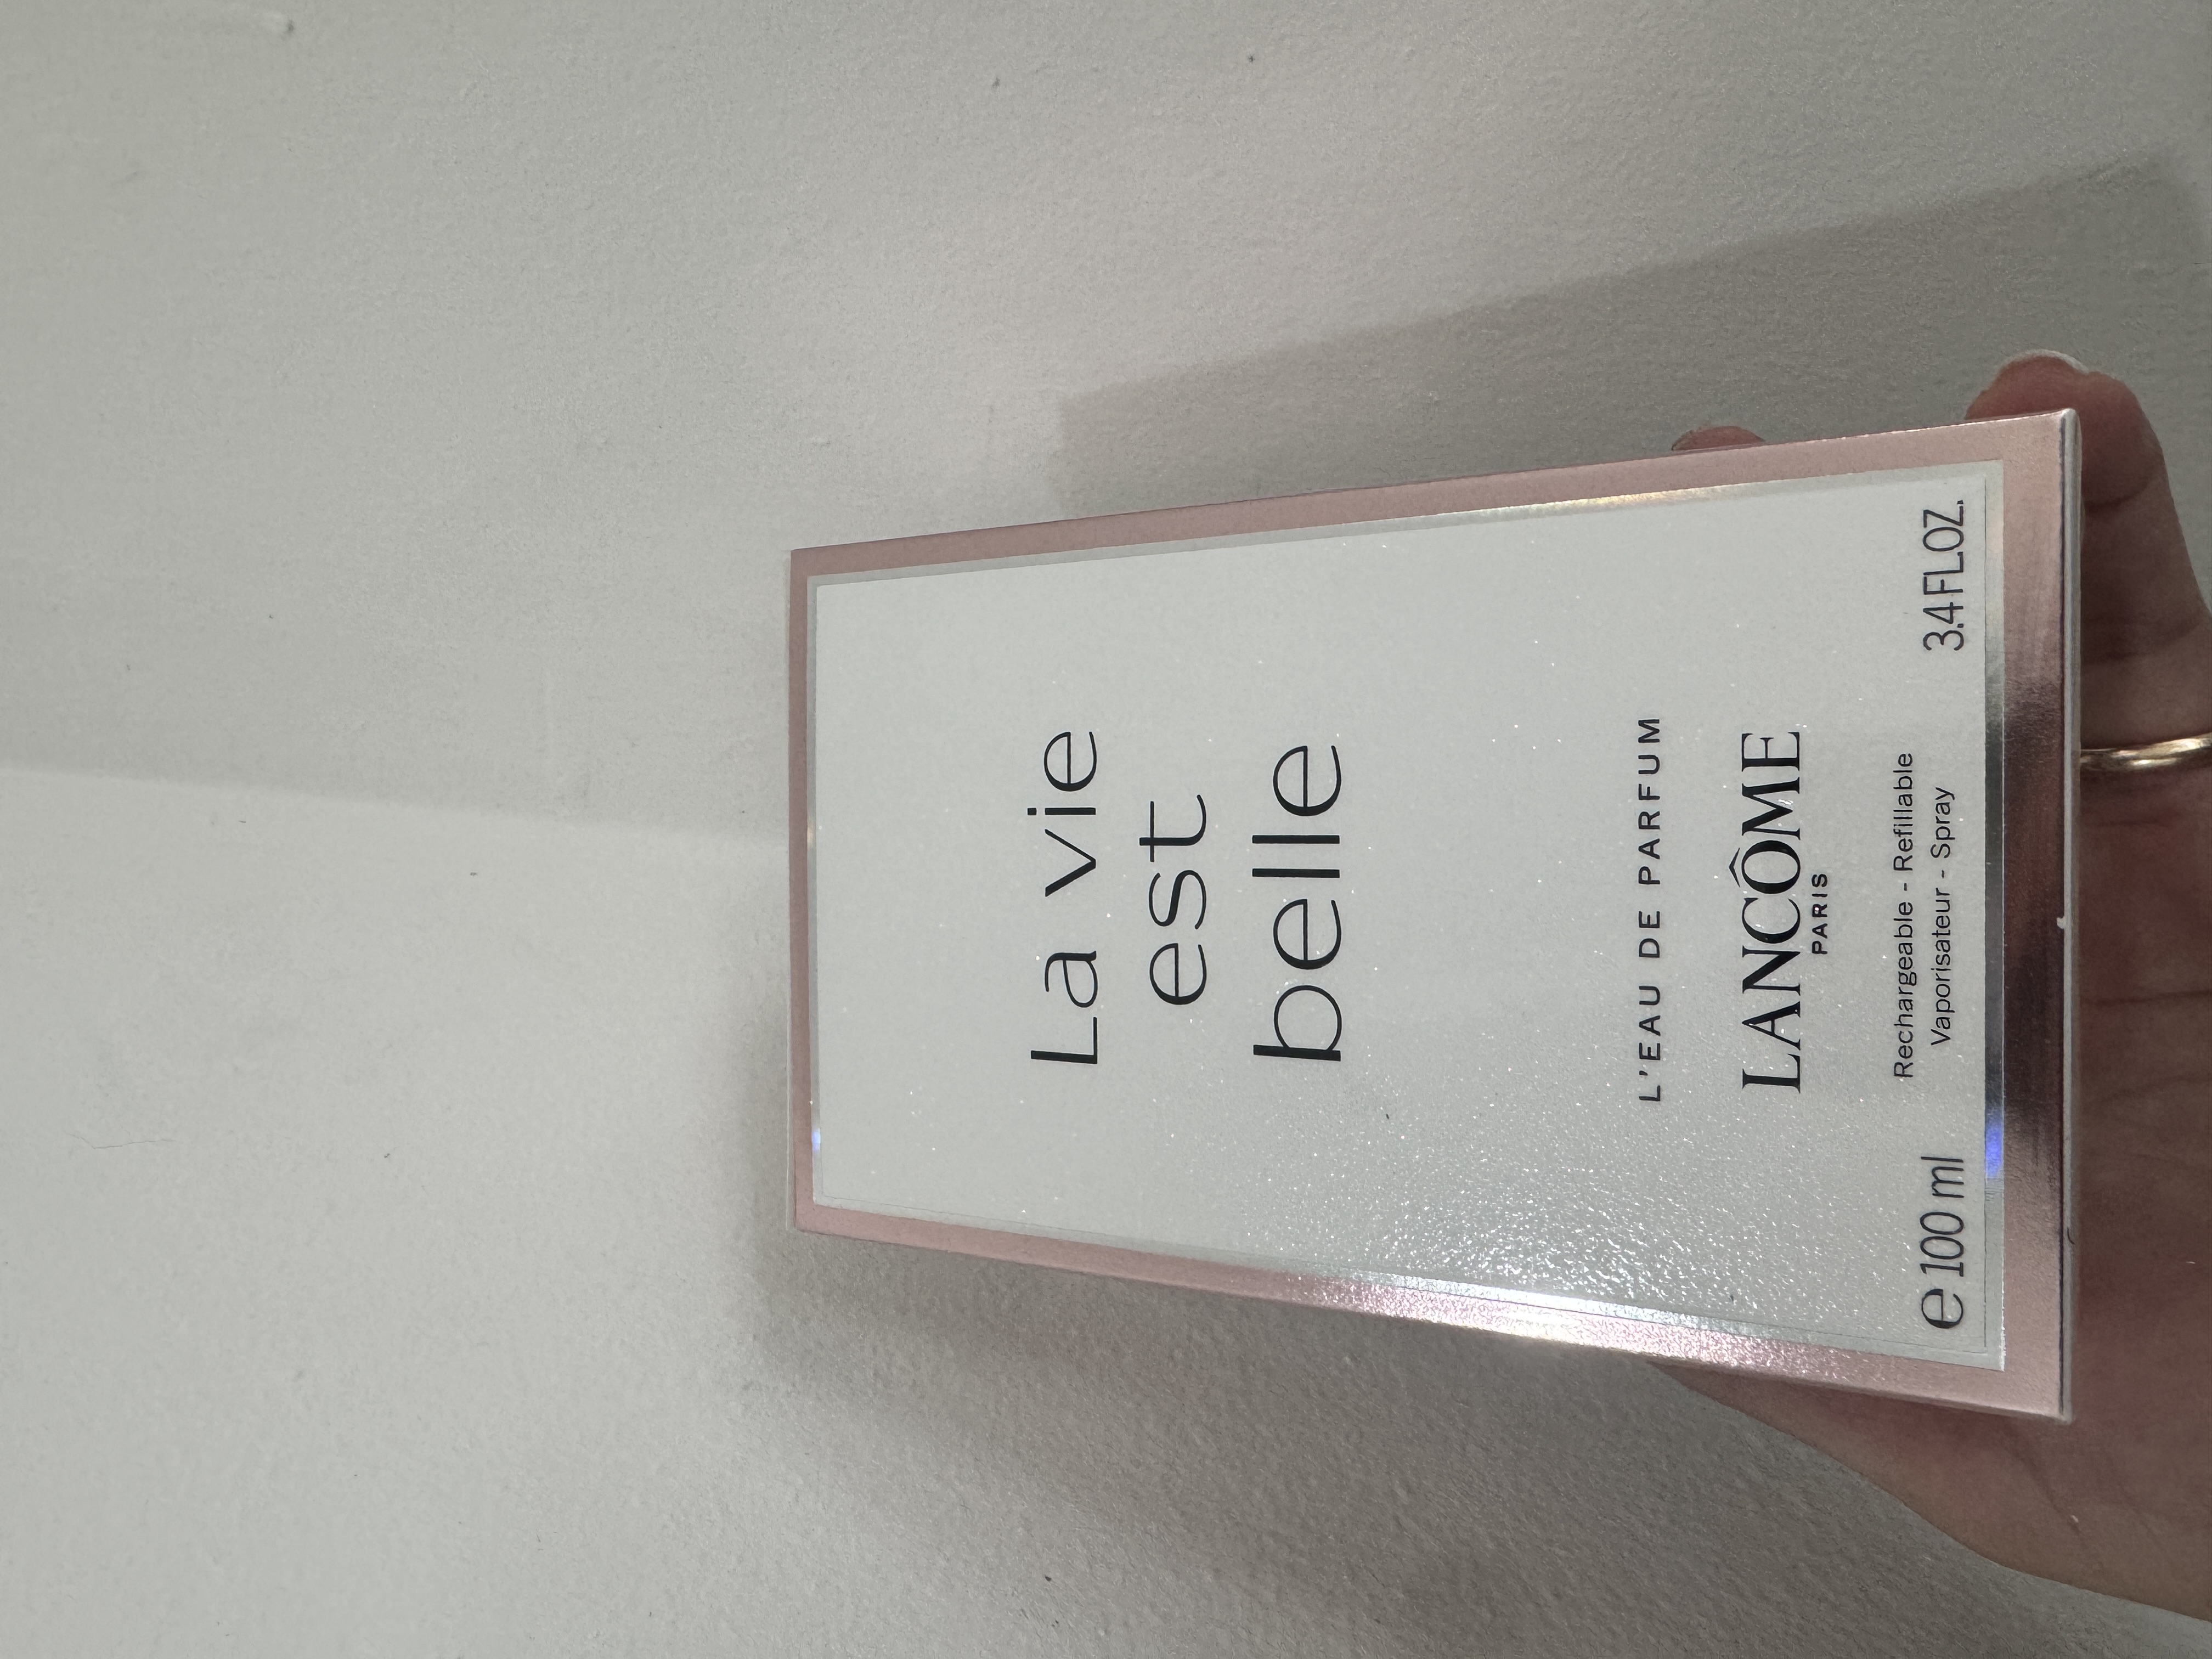 La vie
est
belle
L'EAU DE PARFUM
LANCÔME
PARIS
Rechargeable - Refillable
Vaporisateur - Spray
℮ 100 ml 3.4 FL.OZ.